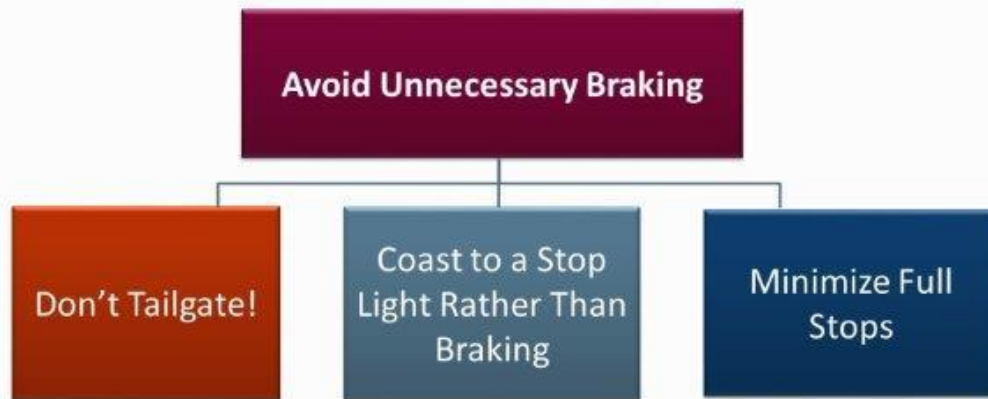 Avoid Unnecessary Braking
Don’t Tailgate!
Coast to a Stop
Light Rather Than
Braking
Minimize Full
Stops